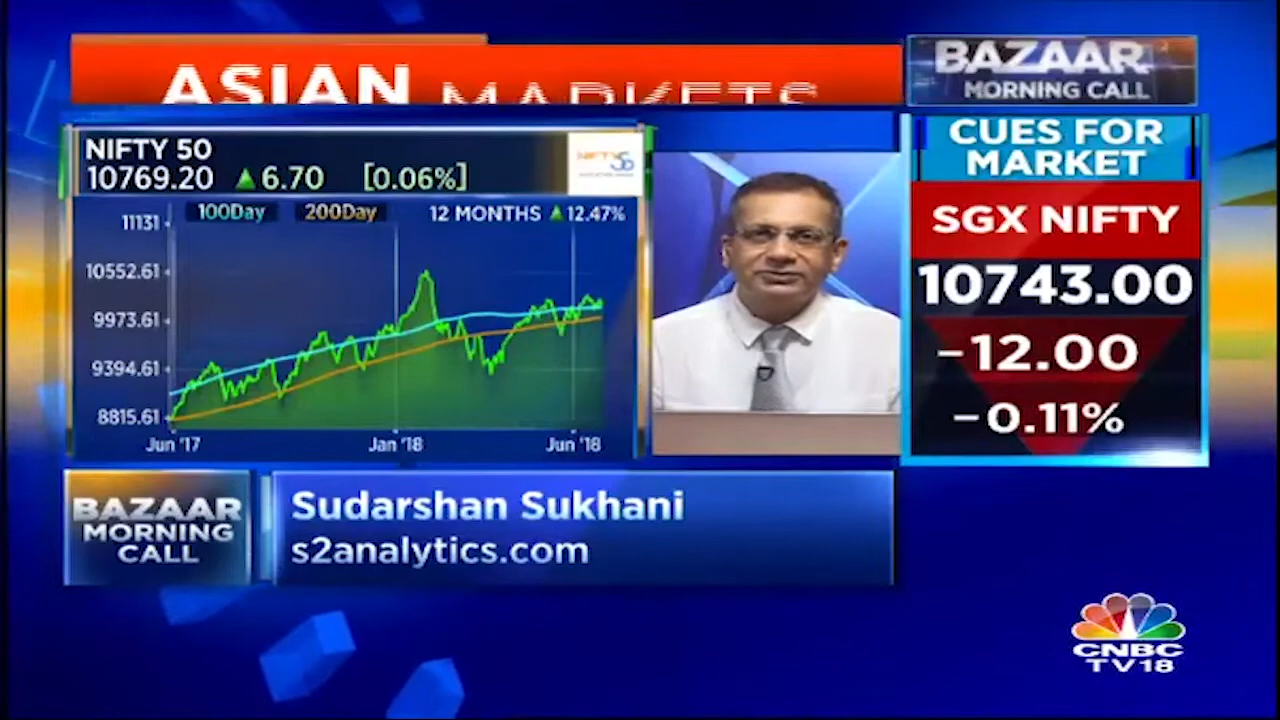 ASIAN MARKETS
BAZAAR
MORNING CALL
NIFTY 50
10769.20 ▲6.70 [0.06%]
100Day 200Day 12 MONTHS ▲12.47%
11131
10552.61
9973.61
9394.61
8815.61
Jun '17 Jan '18 Jun '18
CUES FOR
MARKET
SGX NIFTY
10743.00
-12.00
-0.11%
BAZAAR
MORNING
CALL
Sudarshan Sukhani
s2analytics.com
CNBC
TV18